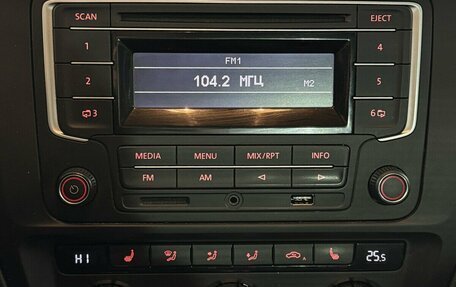 SCAN EJECT
FM1
1 4
104.2 МГЦ M2
2 5
3 6
MEDIA MENU MIX/RPT INFO
FM AM
HI 25.5